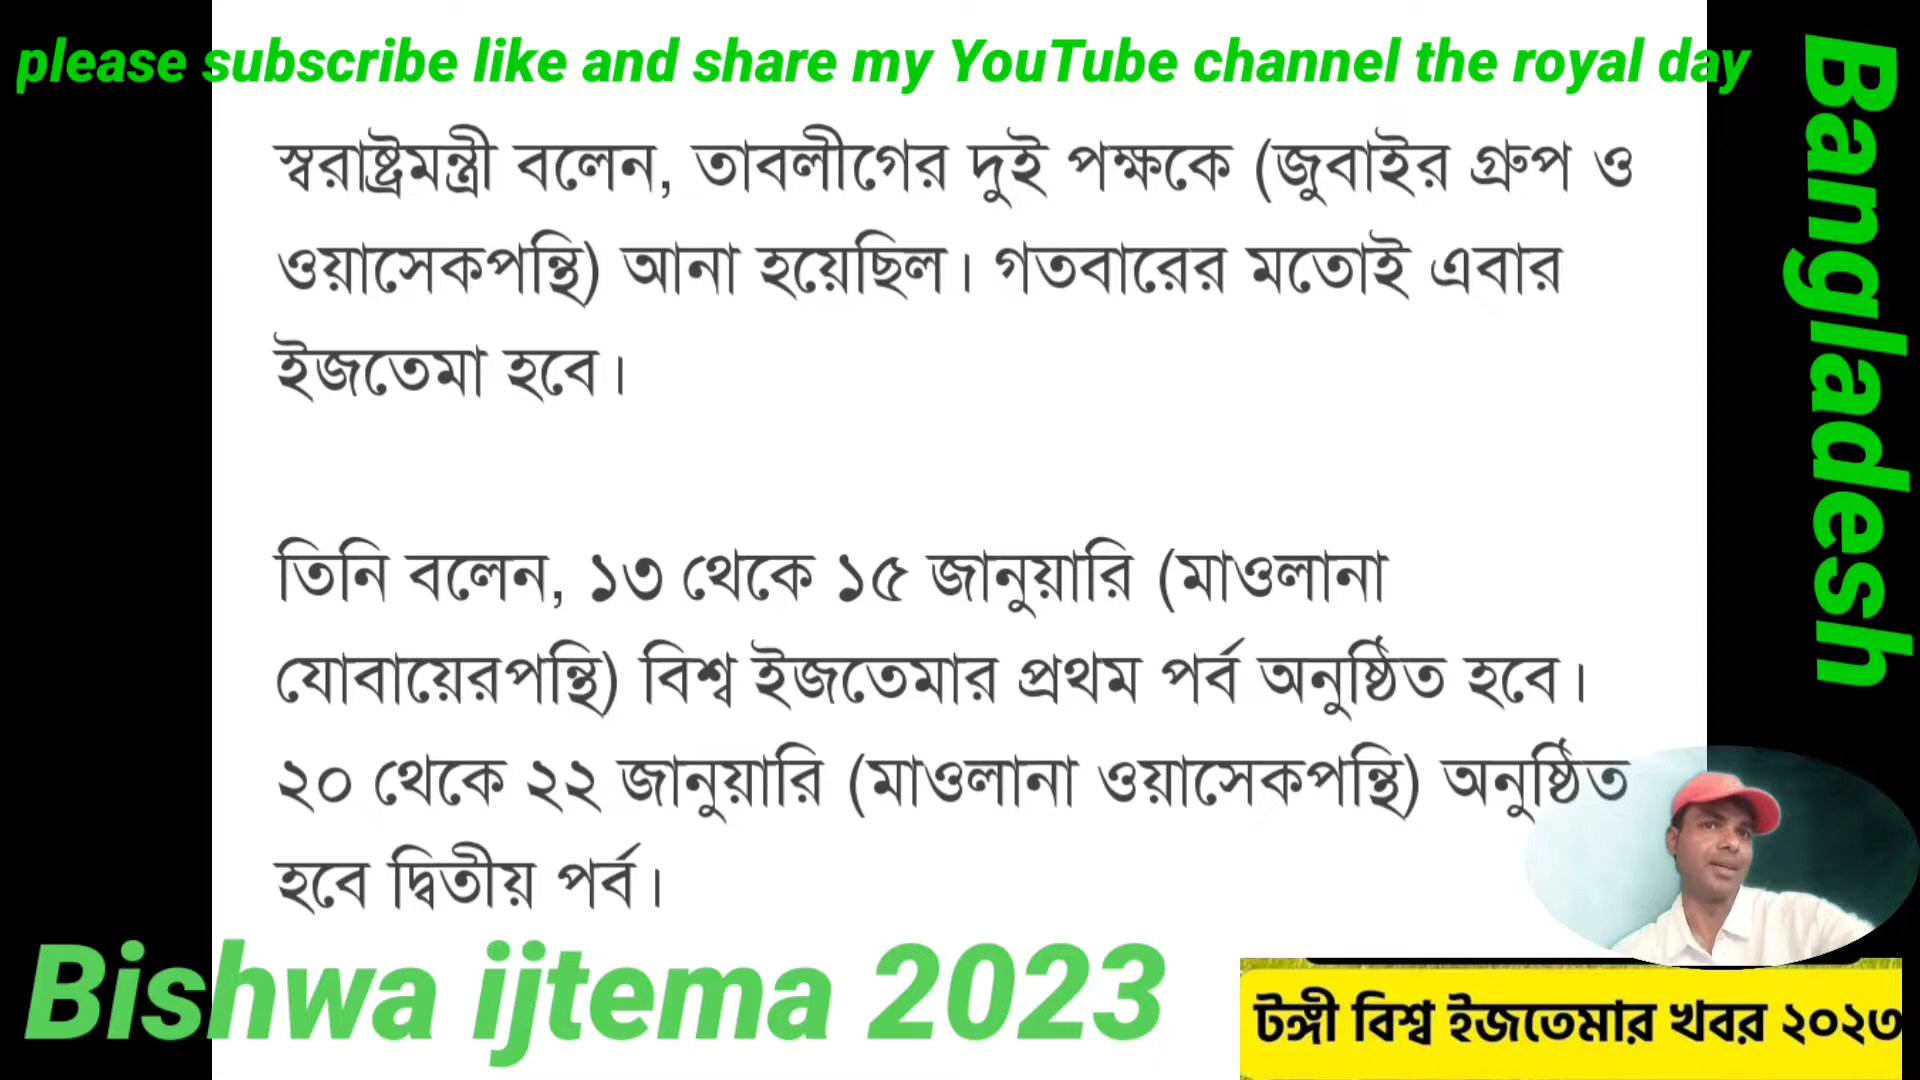 please subscribe like and share my YouTube channel the royal day
Bangladesh
স্বরাষ্ট্রমন্ত্রী বলেন, তাবলীগের দুই পক্ষকে (জুবাইর গ্রুপ ও
ওয়াসেকপন্থি) আনা হয়েছিল। গতবারের মতোই এবার
ইজতেমা হবে।
তিনি বলেন, ১৩ থেকে ১৫ জানুয়ারি (মাওলানা
যোবায়েরপন্থি) বিশ্ব ইজতেমার প্রথম পর্ব অনুষ্ঠিত হবে।
২০ থেকে ২২ জানুয়ারি (মাওলানা ওয়াসেকপন্থি) অনুষ্ঠিত
হবে দ্বিতীয় পর্ব।
Bishwa ijtema 2023
টঙ্গী বিশ্ব ইজতেমার খবর ২০২৩